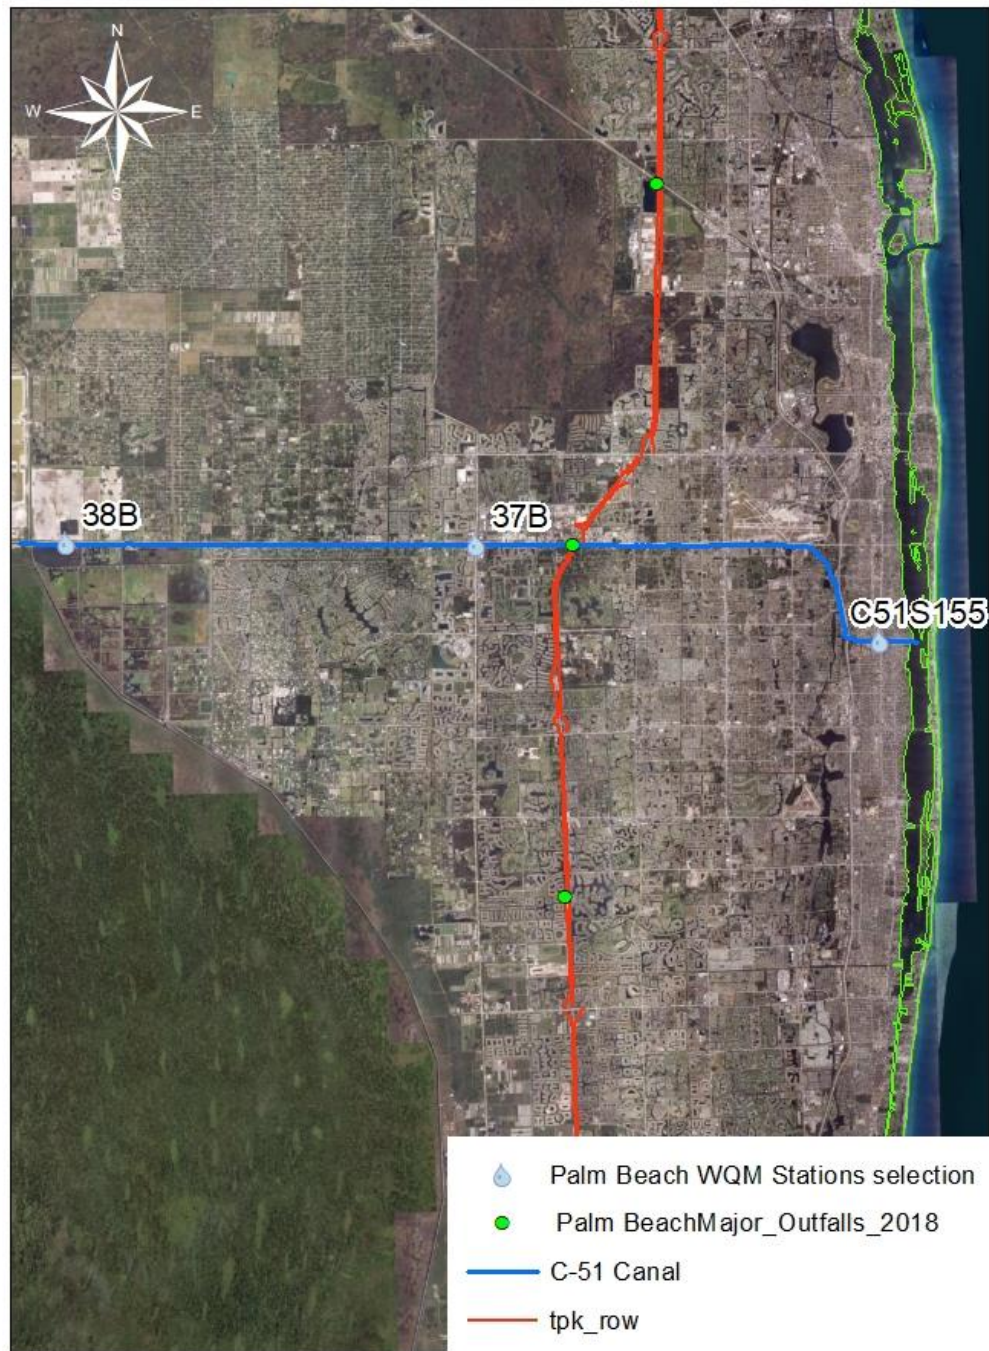 N
W E
S
38B
37B
C51S155
Palm Beach WQM Stations selection
Palm BeachMajor_Outfalls_2018
C-51 Canal
tpk_row